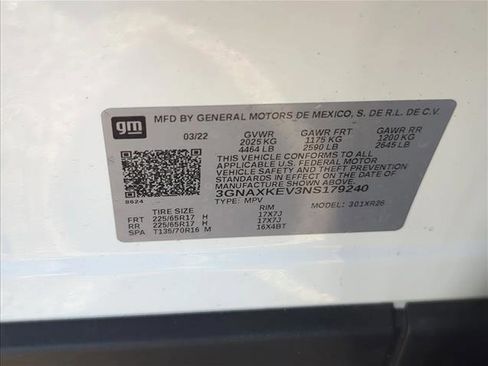 gm MFD BY GENERAL MOTORS DE MEXICO, S. DE R.L. DE C.V.
03/22 GVWR GAWR FRT GAWR RR
2025 KG 1175 KG 1200 KG
4464 LB 2590 LB 2645 LB
THIS VEHICLE CONFORMS TO ALL
APPLICABLE U.S. FEDERAL MOTOR
VEHICLE SAFETY AND THEFT PREVENTION
STANDARDS IN EFFECT ON THE DATE OF
MANUFACTURE SHOWN ABOVE.
3GNAXKEV3NS179240
8624 TYPE: MPV MODEL: 301XR26
TIRE SIZE RIM
FRT 225/65R17 H 17X7J
RR 225/65R17 H 17X7J
SPA T135/70R16 M 16X4BT